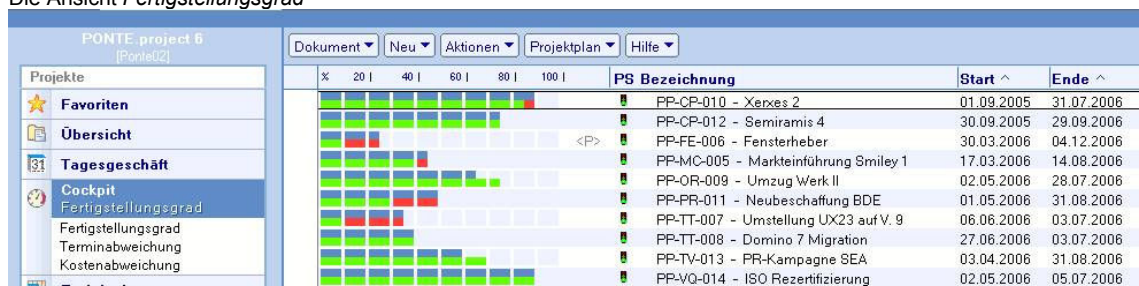 Die Ansicht Fertigstellungsgrad
PONTE.project 6
[Ponte02]
Dokument Neu Aktionen Projektplan Hilfe
Projekte
% 20 | 40 | 60 | 80 | 100 | PS Bezeichnung Start ^ Ende ^
Favoriten
Übersicht
Tagesgeschäft
31
Cockpit
Fertigstellungsgrad
Fertigstellungsgrad
Terminabweichung
Kostenabweichung
PP-CP-010 - Xerxes 2 01.09.2005 31.07.2006
PP-CP-012 - Semiramis 4 30.09.2005 29.09.2006
<P> PP-FE-006 - Fensterheber 30.03.2006 04.12.2006
PP-MC-005 - Markteinführung Smiley 1 17.03.2006 14.08.2006
PP-OR-009 - Umzug Werk II 02.05.2006 28.07.2006
PP-PR-011 - Neubeschaffung BDE 01.05.2006 31.08.2006
PP-TT-007 - Umstellung UX23 auf V. 9 06.06.2006 03.07.2006
PP-TT-008 - Domino 7 Migration 27.06.2006 03.07.2006
PP-TV-013 - PR-Kampagne SEA 03.04.2006 31.08.2006
PP-VQ-014 - ISO Rezertifizierung 02.05.2006 05.07.2006